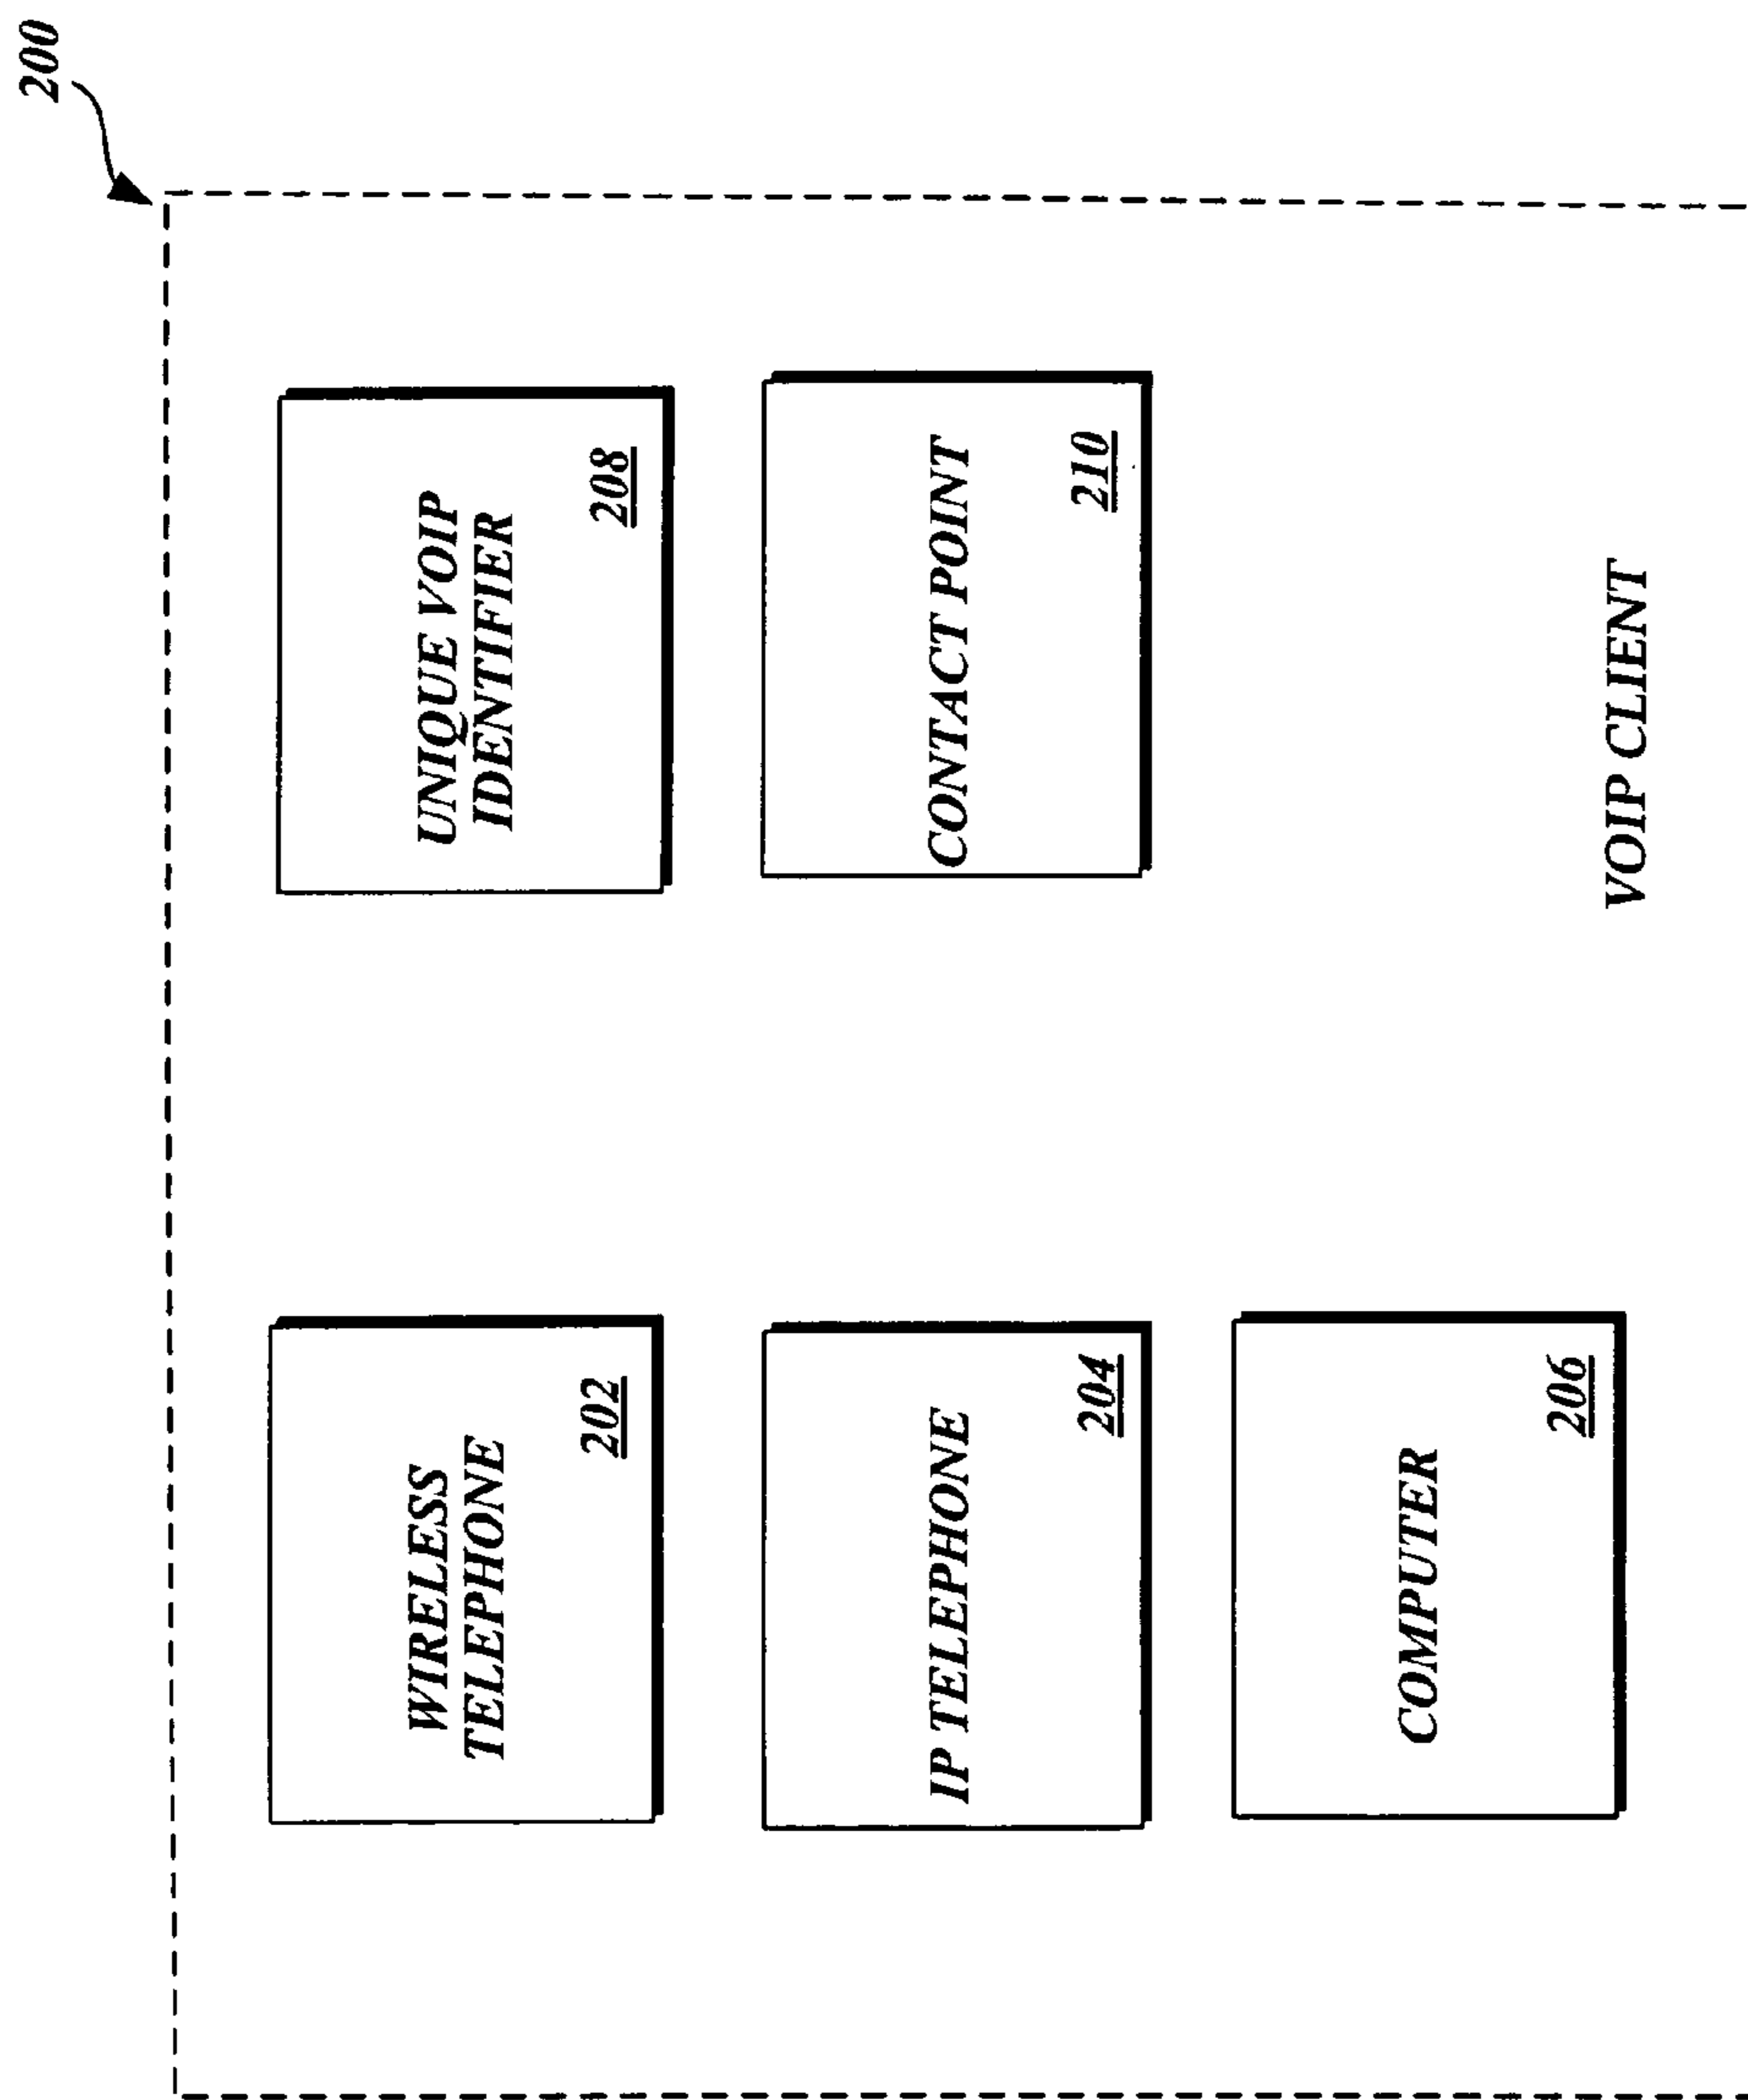 200
WIRELESS
TELEPHONE
202
UNIQUE VOIP
IDENTIFIER
208
IP TELEPHONE
204
CONTACT POINT
210
COMPUTER
206
VOIP CLIENT